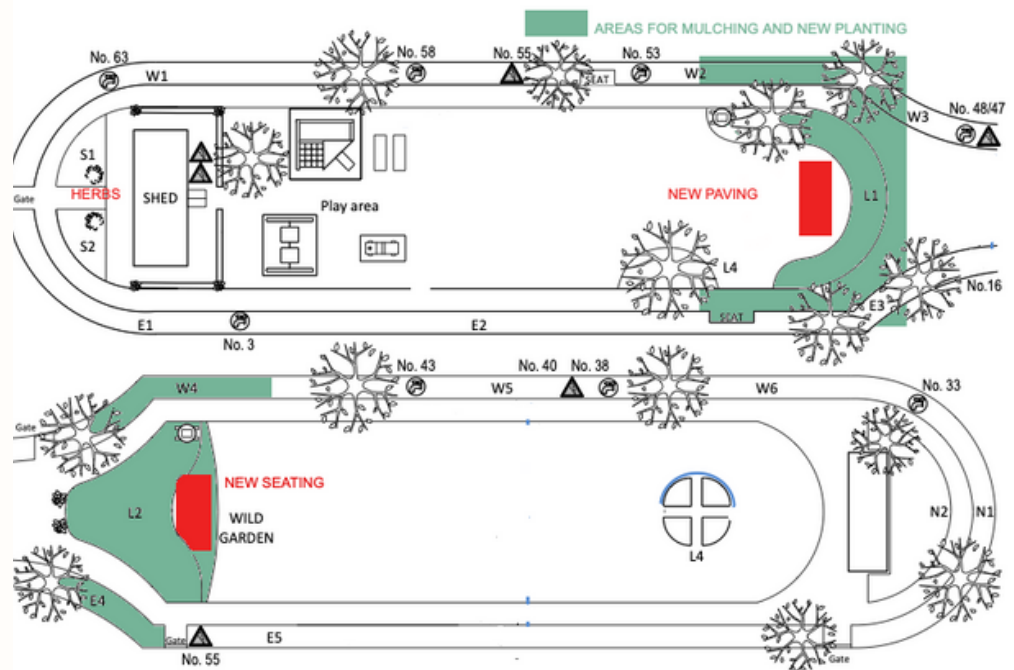 AREAS FOR MULCHING AND NEW PLANTING
No. 63
No. 58
No. 55
No. 53
W1
SEAT
W2
No. 48/47
W3
S1
Gate
HERBS
SHED
NEW PAVING
L1
Play area
S2
L4
No.16
E3
SEAT
E1
E2
No. 3
No. 43
No. 40
No. 38
W4
W5
W6
No. 33
Gate
NEW SEATING
L2
WILD
GARDEN
N2
N1
L4
E4
Gate
E5
Gate
No. 55